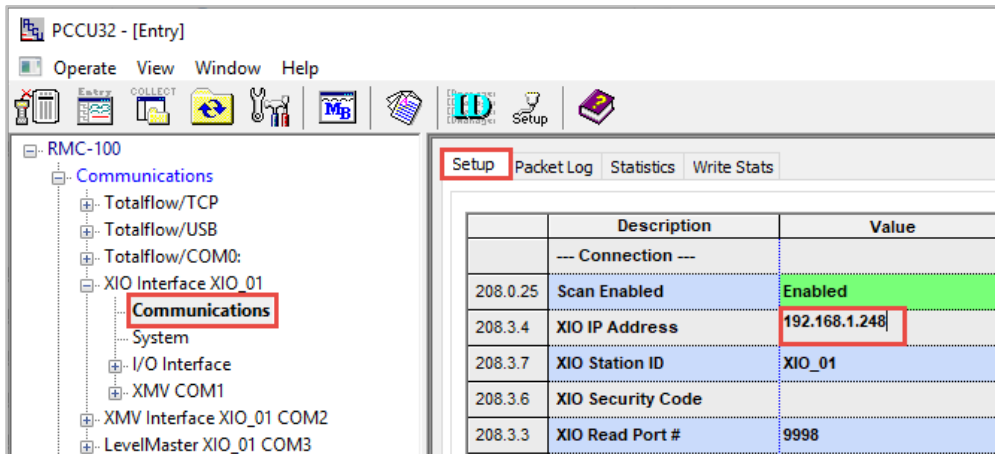 PCCU32 - [Entry]
Operate View Window Help
Entry COLLECT MB ID Setup
RMC-100
Communications
Totalflow/TCP
Totalflow/USB
Totalflow/COM0:
XIO Interface XIO_01
Communications
System
I/O Interface
XMV COM1
XMV Interface XIO_01 COM2
LevelMaster XIO_01 COM3
Setup Packet Log Statistics Write Stats
Description Value
--- Connection ---
208.0.25 Scan Enabled Enabled
208.3.4 XIO IP Address 192.168.1.248
208.3.7 XIO Station ID XIO_01
208.3.6 XIO Security Code
208.3.3 XIO Read Port # 9998